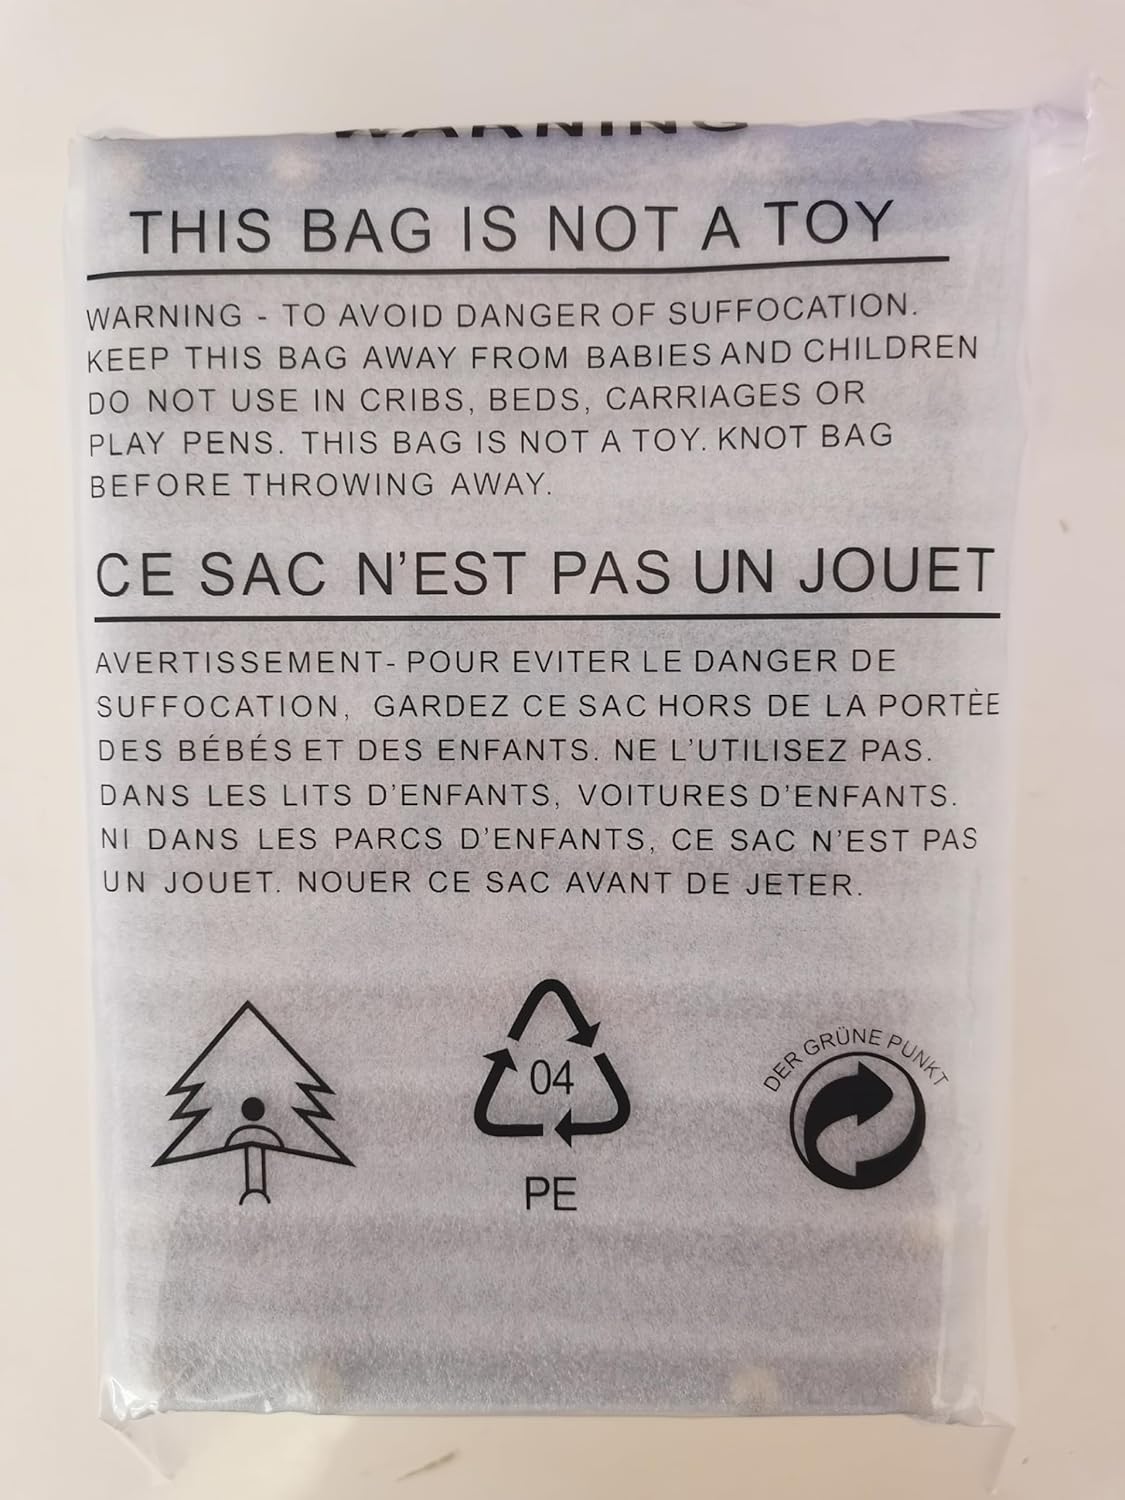 WARNING
THIS BAG IS NOT A TOY
WARNING - TO AVOID DANGER OF SUFFOCATION.
KEEP THIS BAG AWAY FROM BABIES AND CHILDREN
DO NOT USE IN CRIBS, BEDS, CARRIAGES OR
PLAY PENS. THIS BAG IS NOT A TOY. KNOT BAG
BEFORE THROWING AWAY.
CE SAC N'EST PAS UN JOUET
AVERTISSEMENT- POUR EVITER LE DANGER DE
SUFFOCATION, GARDEZ CE SAC HORS DE LA PORTÈE
DES BÉBÉS ET DES ENFANTS. NE L'UTILISEZ PAS.
DANS LES LITS D'ENFANTS, VOITURES D'ENFANTS.
NI DANS LES PARCS D'ENFANTS, CE SAC N'EST PAS
UN JOUET. NOUER CE SAC AVANT DE JETER.
04
PE
DER GRÜNE PUNKT